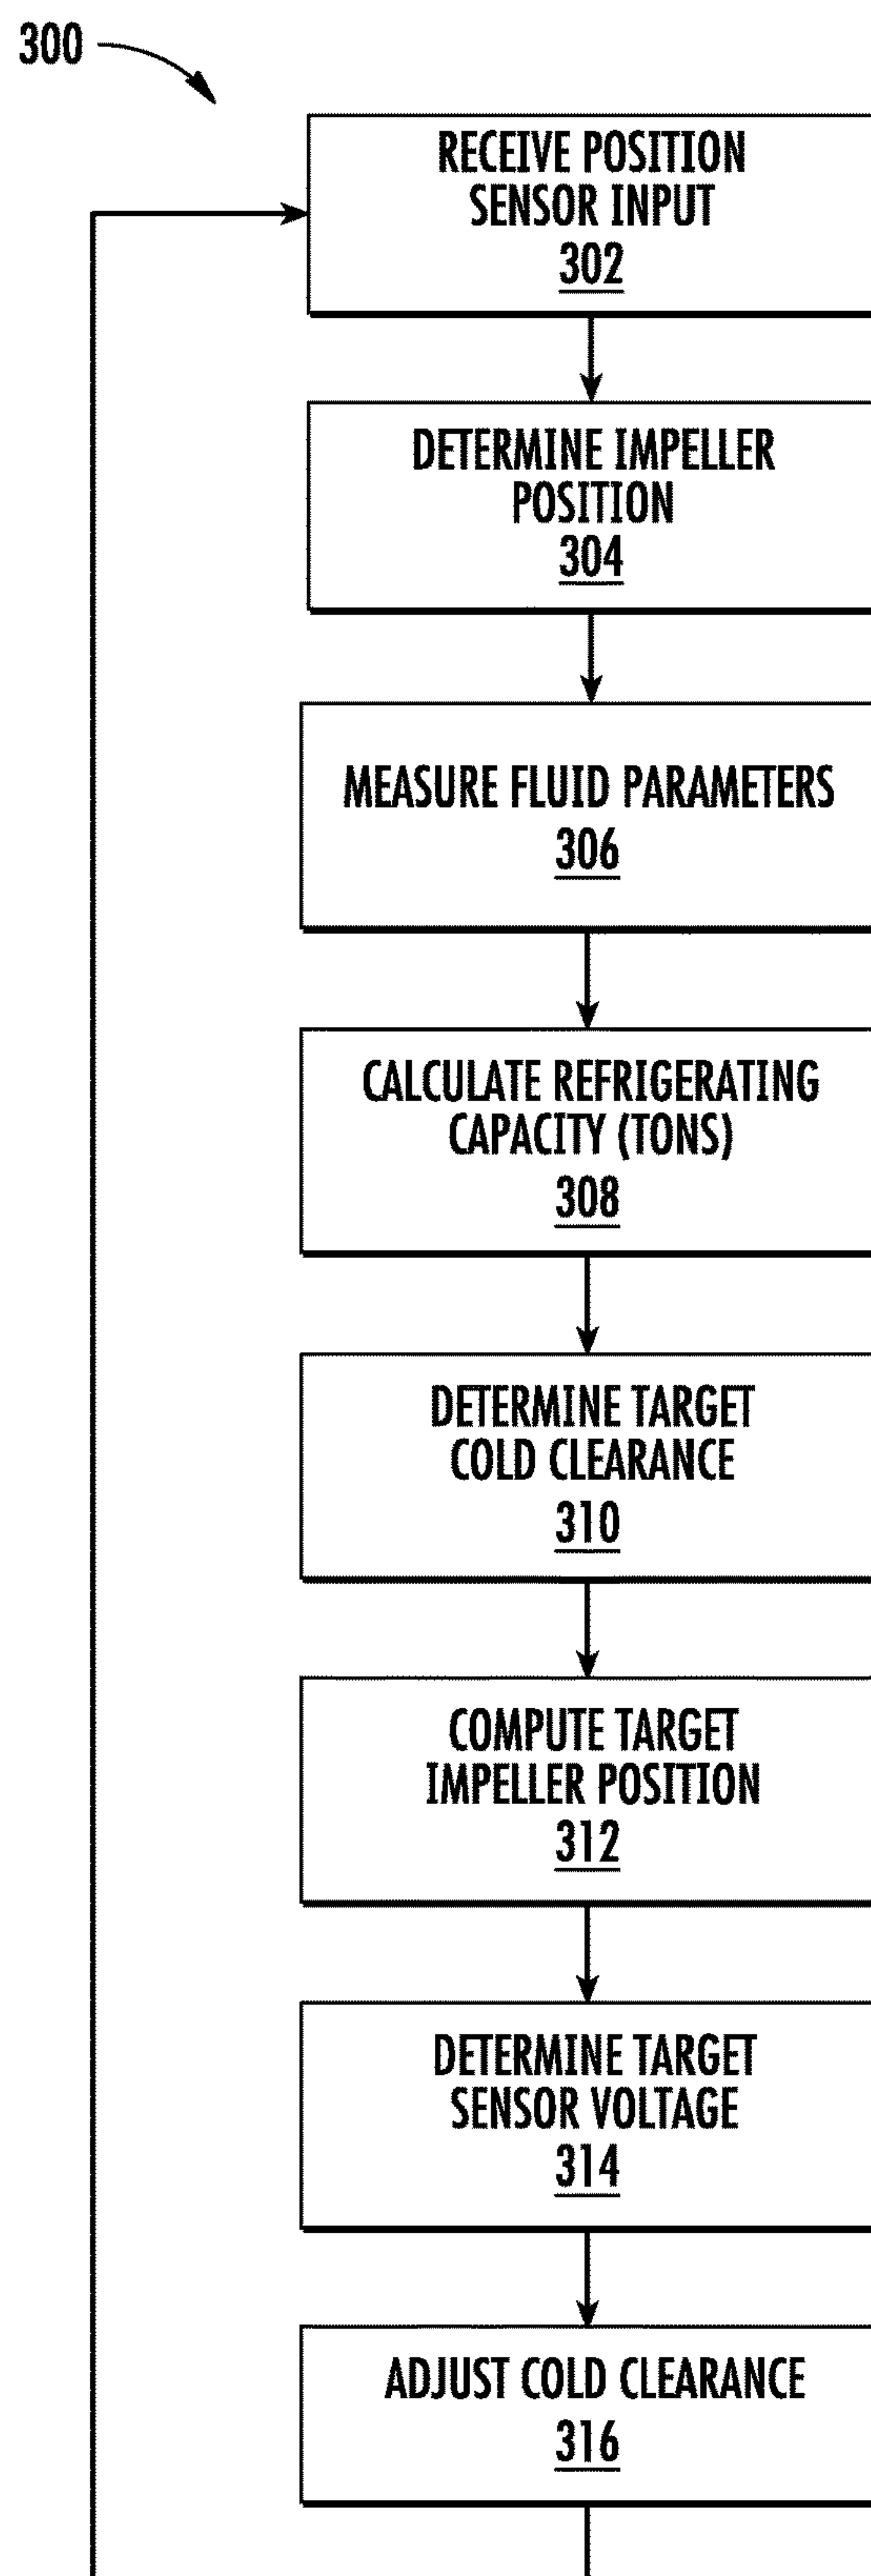 300
RECEIVE POSITION
SENSOR INPUT
302
DETERMINE IMPELLER
POSITION
304
MEASURE FLUID PARAMETERS
306
CALCULATE REFRIGERATING
CAPACITY (TONS)
308
DETERMINE TARGET
COLD CLEARANCE
310
COMPUTE TARGET
IMPELLER POSITION
312
DETERMINE TARGET
SENSOR VOLTAGE
314
ADJUST COLD CLEARANCE
316